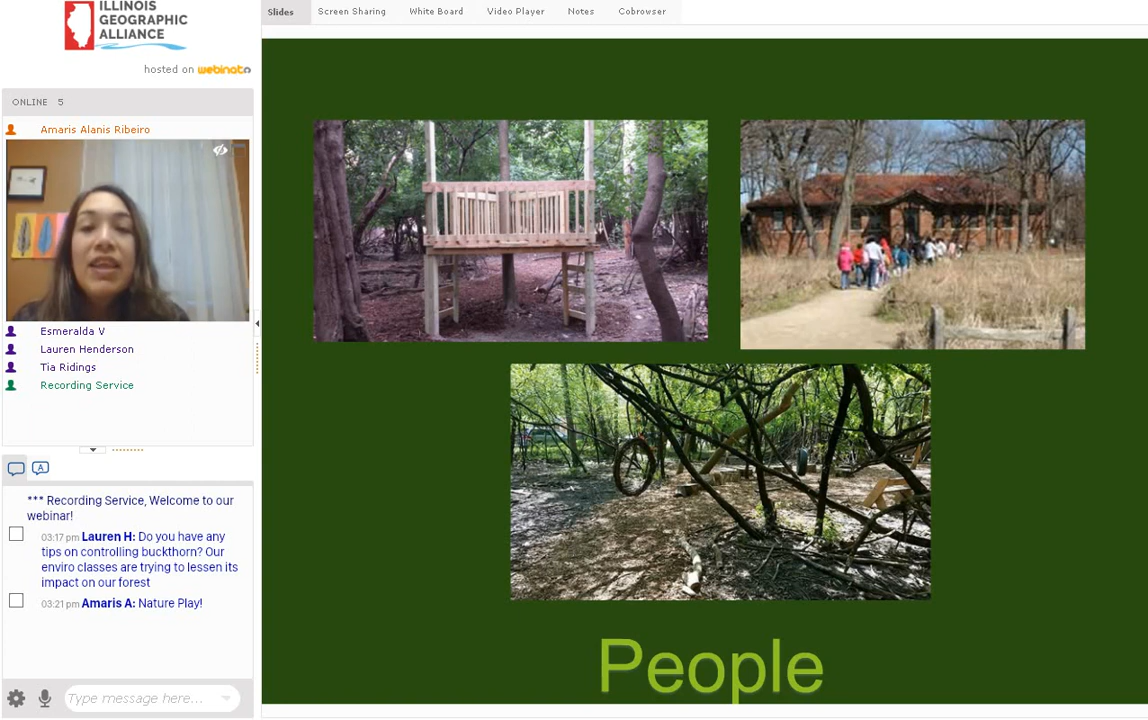 ILLINOIS
GEOGRAPHIC
ALLIANCE
hosted on webinato
ONLINE 5
Amaris Alanis Ribeiro
Esmeralda V
Lauren Henderson
Tia Ridings
Recording Service
*** Recording Service, Welcome to our
webinar!
03:17 pm Lauren H: Do you have any
tips on controlling buckthorn? Our
enviro classes are trying to lessen its
impact on our forest
03:21 pm Amaris A: Nature Play!
Type message here...
Slides Screen Sharing White Board Video Player Notes Cobrowser
People